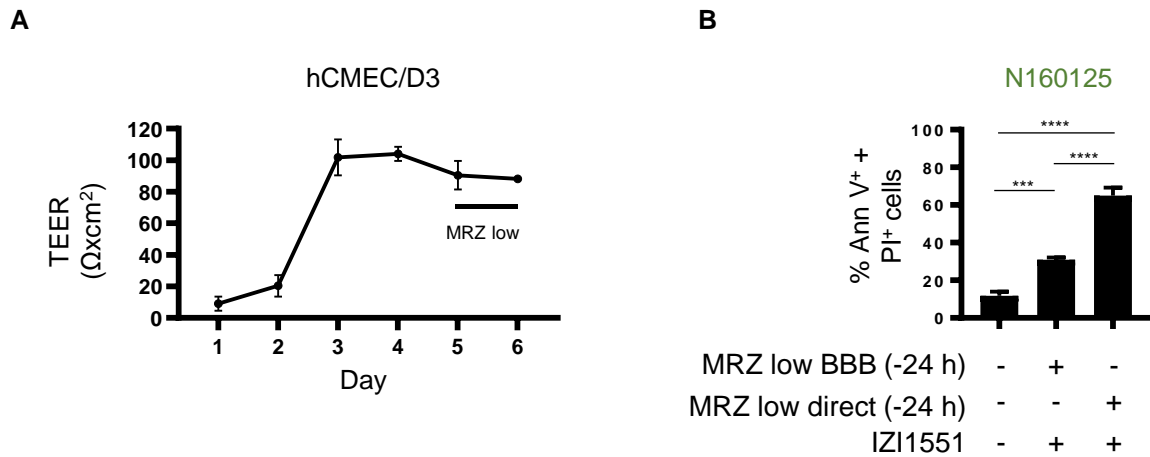 A
hCMEC/D3
TEER
(Ωxcm²)
120
100
80
60
40
20
0
MRZ low
1 2 3 4 5 6
Day
B
N160125
% Ann V⁺ +
PI⁺ cells
100
80
60
40
20
0
****
****
***
MRZ low BBB (-24 h) - + -
MRZ low direct (-24 h) - - +
IZI1551 - + +